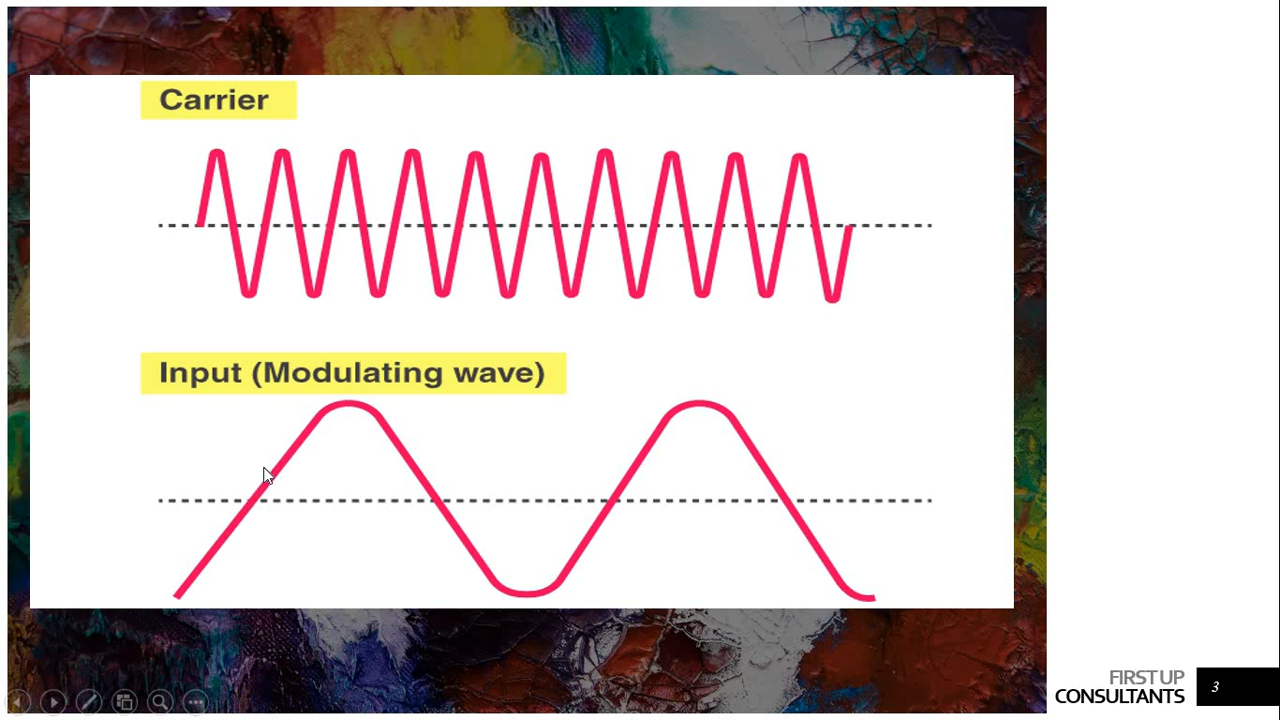 Carrier
Input (Modulating wave)
FIRST UP
CONSULTANTS
3